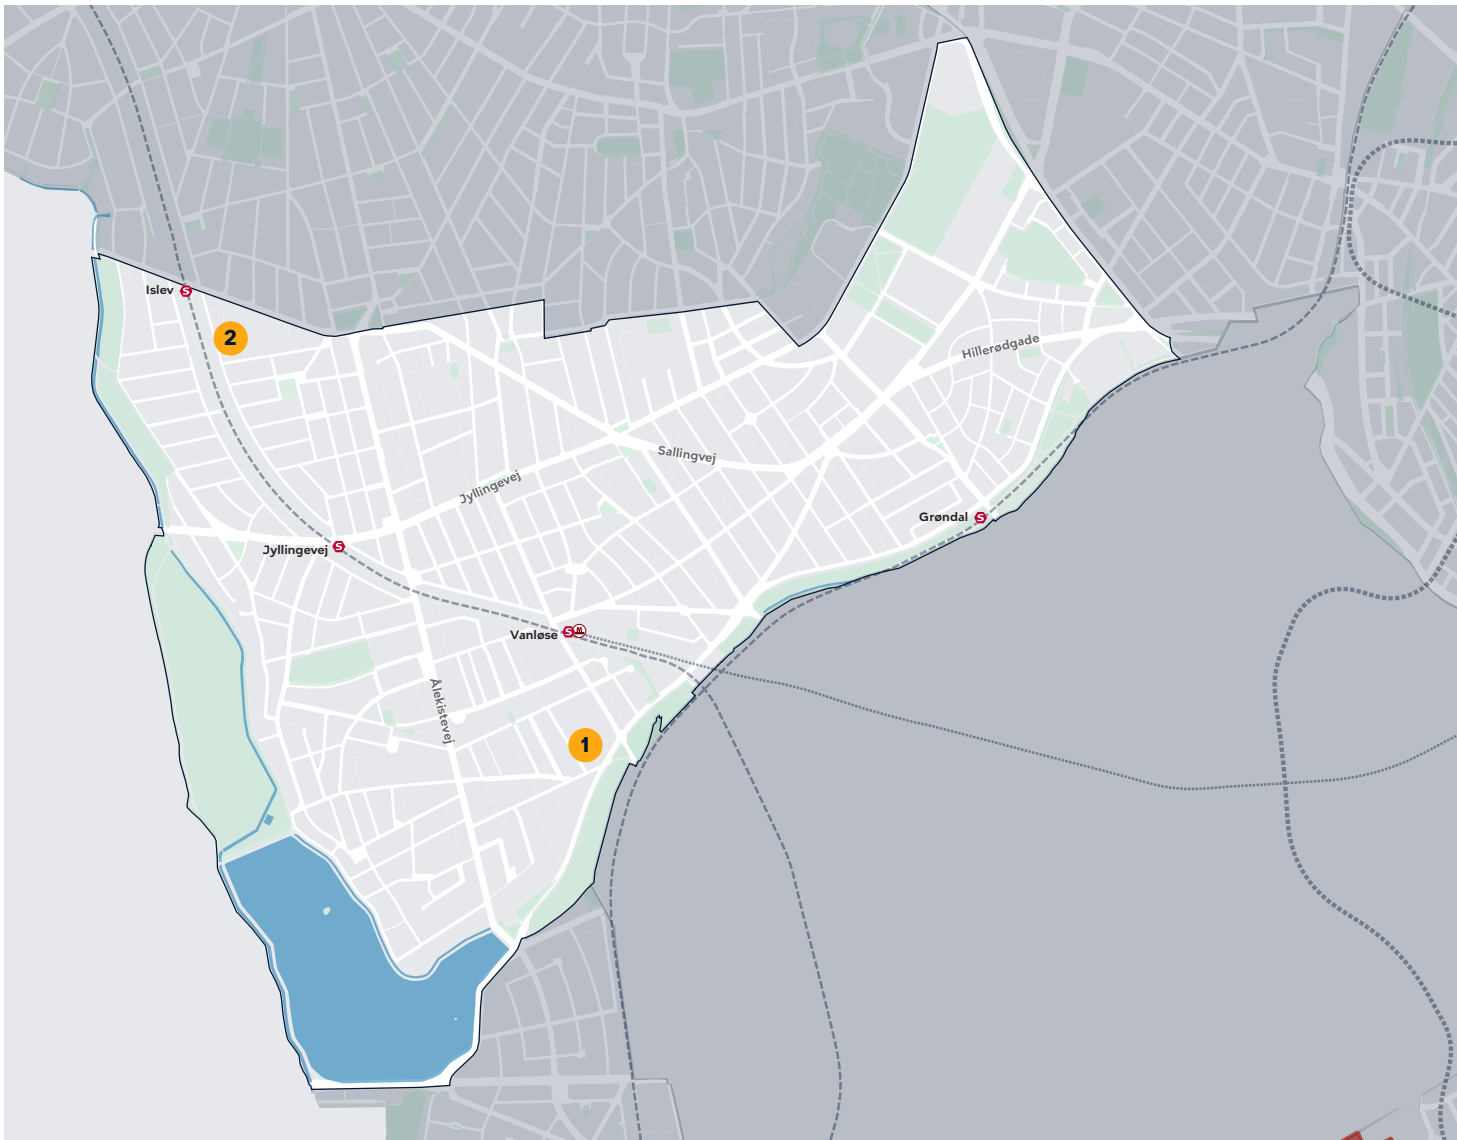 Islev S
2
Hillerødgade
Sallingvej
Jyllingevej
Grøndal S
Jyllingevej S
Vanløse S M
Ålekistevej
1